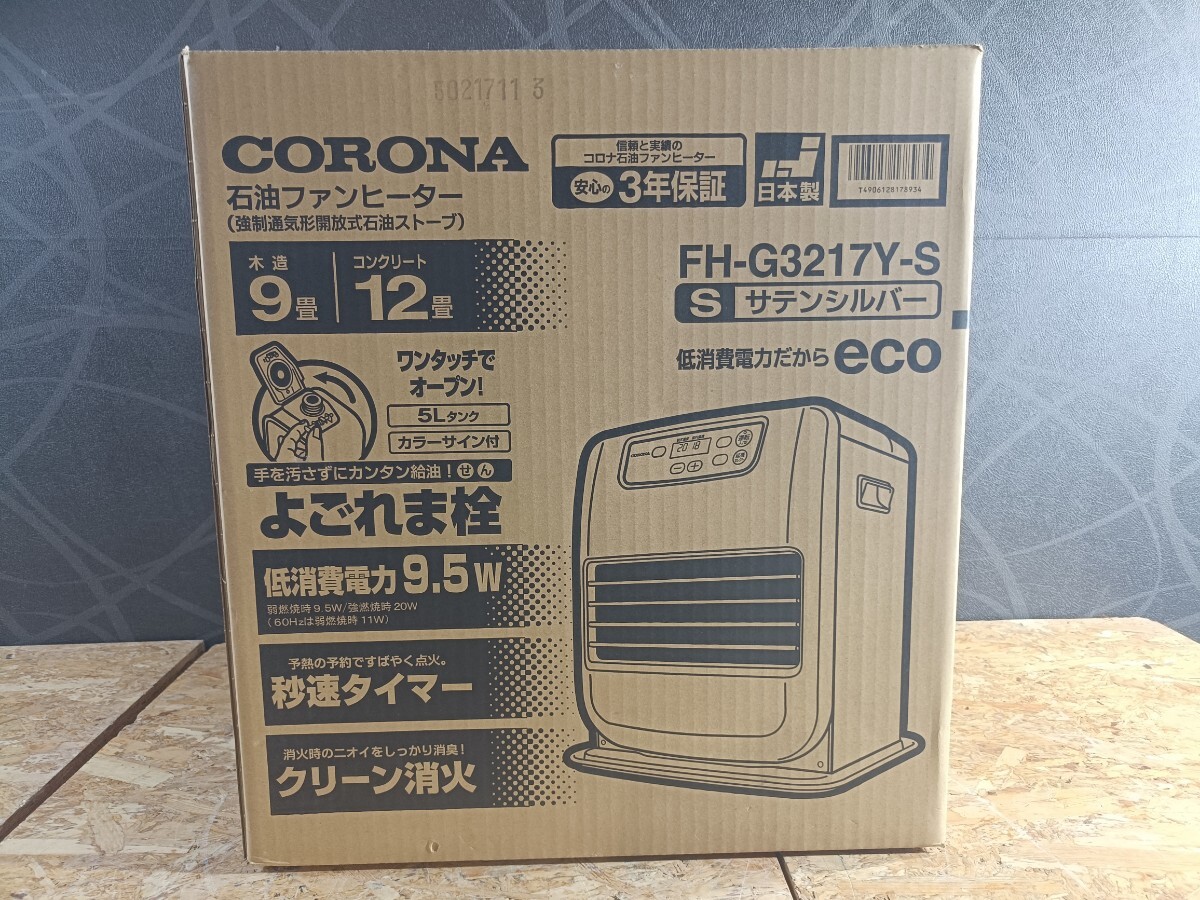 5021711 3
CORONA
石油ファンヒーター
(強制通気形開放式石油ストーブ)
信頼と実績の
コロナ石油ファンヒーター
安心の 3年保証
日本製
T4906128178934
木造
9畳
コンクリート
12畳
FH-G3217Y-S
S サテンシルバー
低消費電力だから eco
ワンタッチで
オープン!
5Lタンク
カラーサイン付
手を汚さずにカンタン給油! せん
よごれま栓
低消費電力 9.5W
弱燃焼時 9.5W/強燃焼時 20W
(60Hzは弱燃焼時 11W)
予熱の予約ですばやく点火。
秒速タイマー
消火時のニオイをしっかり消臭!
クリーン消火
CORONA
20 18